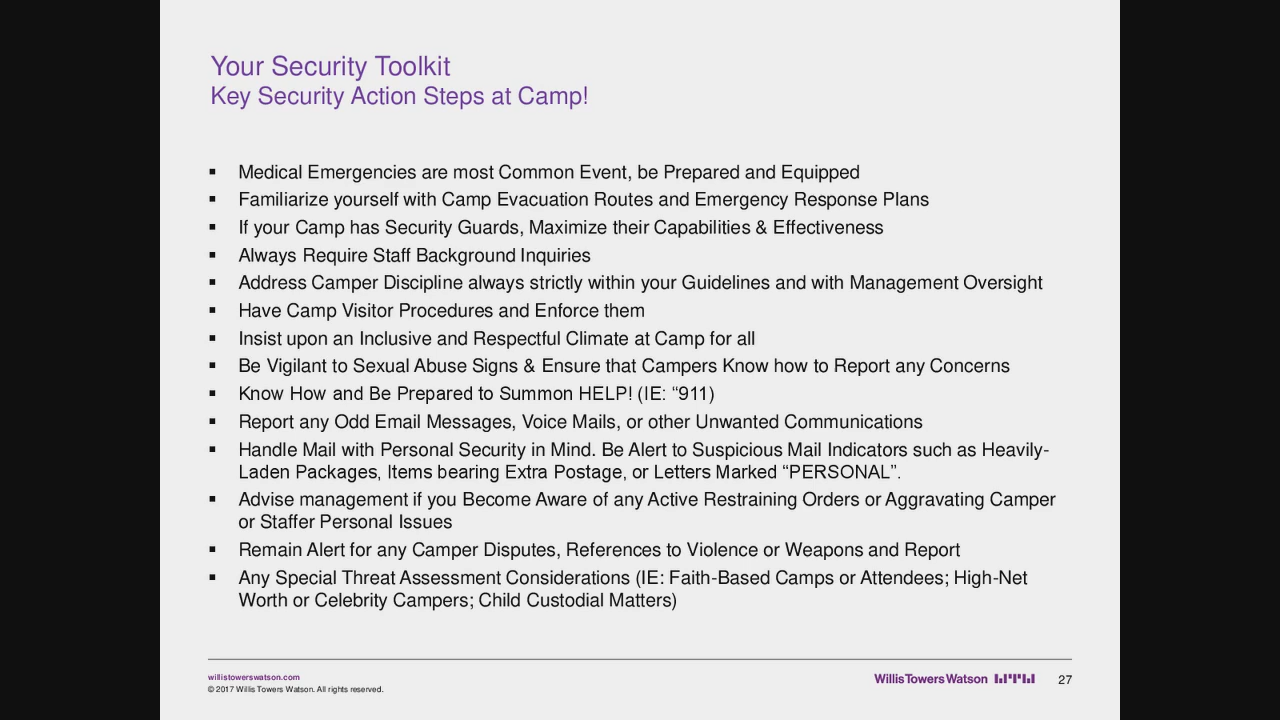 Your Security Toolkit
Key Security Action Steps at Camp!
▪ Medical Emergencies are most Common Event, be Prepared and Equipped
▪ Familiarize yourself with Camp Evacuation Routes and Emergency Response Plans
▪ If your Camp has Security Guards, Maximize their Capabilities & Effectiveness
▪ Always Require Staff Background Inquiries
▪ Address Camper Discipline always strictly within your Guidelines and with Management Oversight
▪ Have Camp Visitor Procedures and Enforce them
▪ Insist upon an Inclusive and Respectful Climate at Camp for all
▪ Be Vigilant to Sexual Abuse Signs & Ensure that Campers Know how to Report any Concerns
▪ Know How and Be Prepared to Summon HELP! (IE: “911)
▪ Report any Odd Email Messages, Voice Mails, or other Unwanted Communications
▪ Handle Mail with Personal Security in Mind. Be Alert to Suspicious Mail Indicators such as Heavily-
Laden Packages, Items bearing Extra Postage, or Letters Marked “PERSONAL”.
▪ Advise management if you Become Aware of any Active Restraining Orders or Aggravating Camper
or Staffer Personal Issues
▪ Remain Alert for any Camper Disputes, References to Violence or Weapons and Report
▪ Any Special Threat Assessment Considerations (IE: Faith-Based Camps or Attendees; High-Net
Worth or Celebrity Campers; Child Custodial Matters)
willistowerswatson.com
© 2017 Willis Towers Watson. All rights reserved.
WillisTowersWatson
27